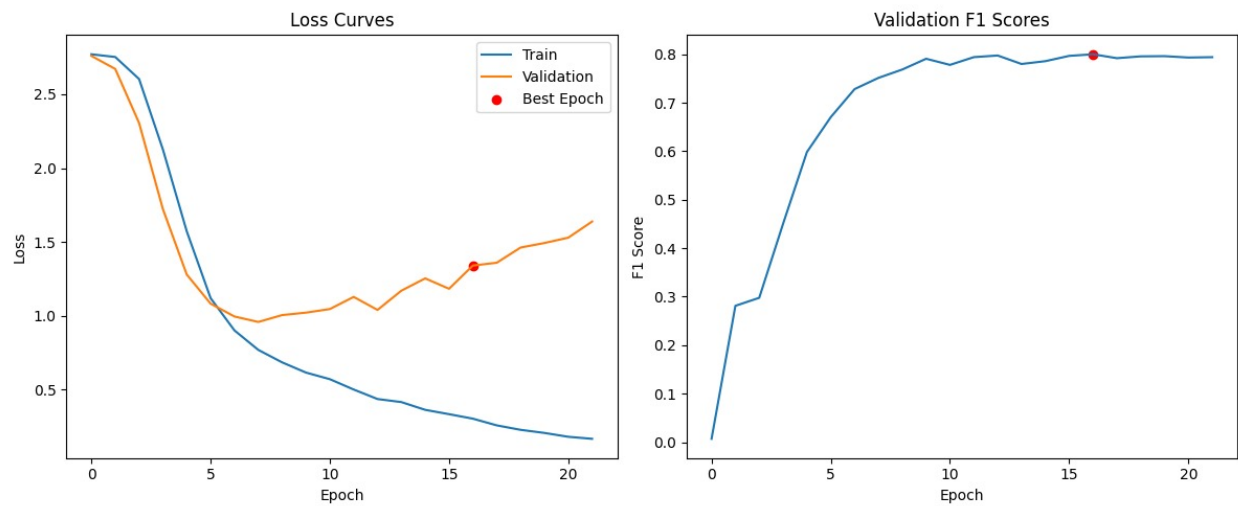 Loss Curves
Train
Validation
Best Epoch
2.5
2.0
1.5
1.0
0.5
Loss
0 5 10 15 20
Epoch
Validation F1 Scores
0.8
0.7
0.6
0.5
0.4
0.3
0.2
0.1
0.0
F1 Score
0 5 10 15 20
Epoch